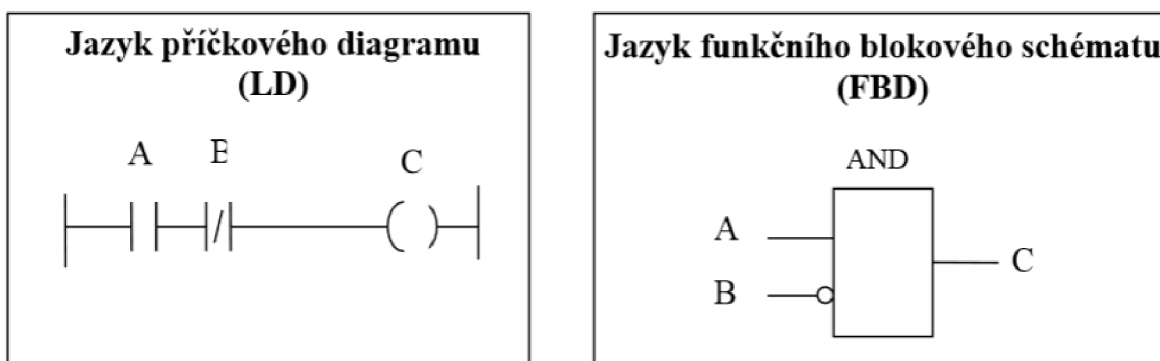 Jazyk příčkového diagramu
(LD)
A B C
/
( )
Jazyk funkčního blokového schématu
(FBD)
AND
A
B
C